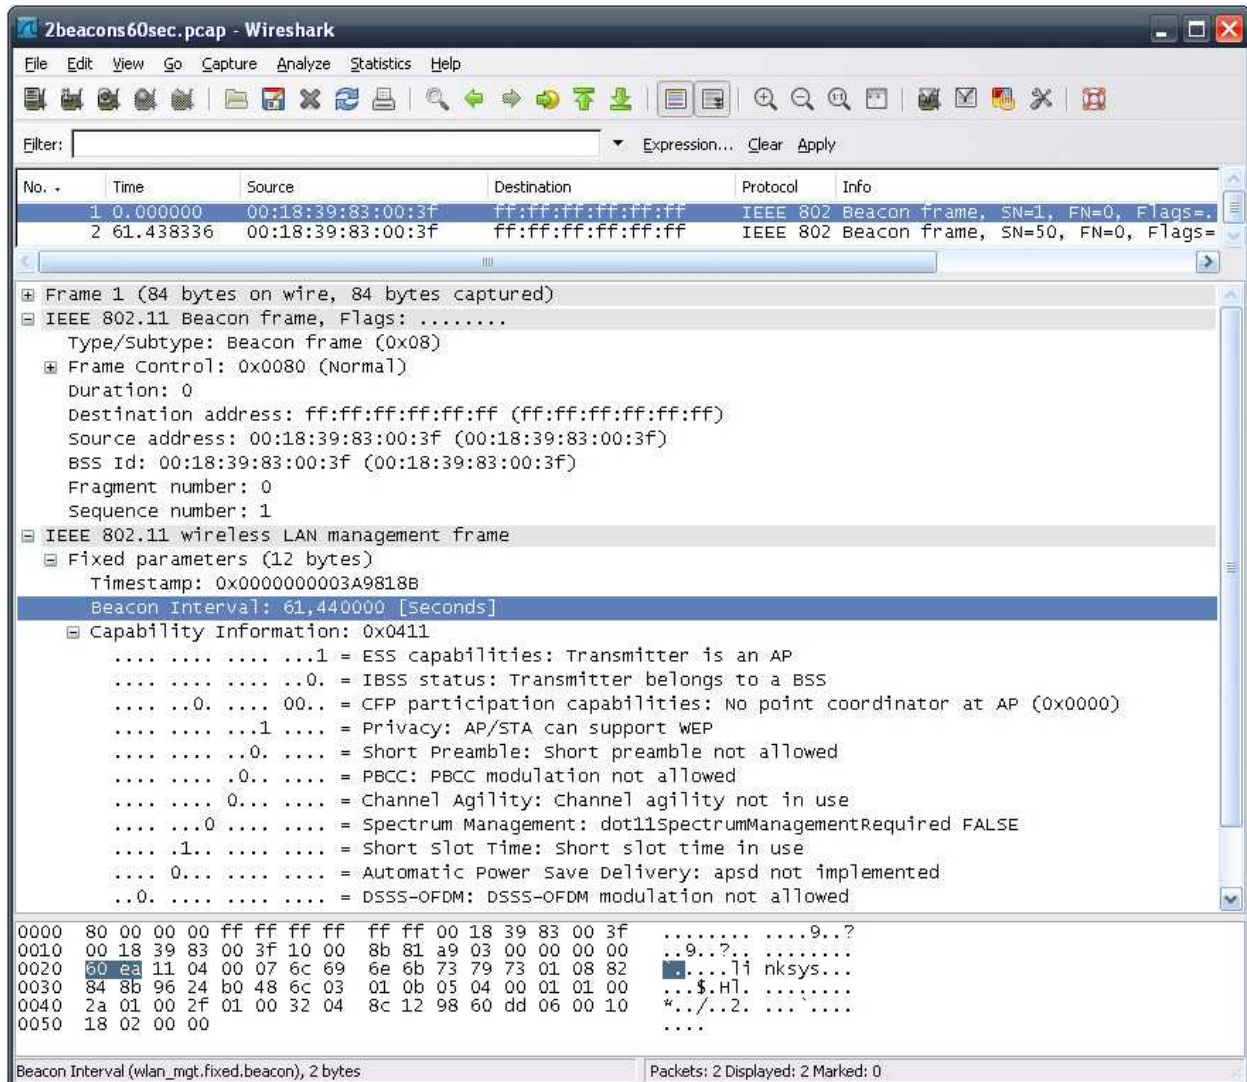 2beacons60sec.pcap - Wireshark
File Edit View Go Capture Analyze Statistics Help
Filter: Expression... Clear Apply
No. Time Source Destination Protocol Info
1 0.000000 00:18:39:83:00:3f ff:ff:ff:ff:ff:ff IEEE 802 Beacon frame, SN=1, FN=0, Flags=.
2 61.438336 00:18:39:83:00:3f ff:ff:ff:ff:ff:ff IEEE 802 Beacon frame, SN=50, FN=0, Flags=
Frame 1 (84 bytes on wire, 84 bytes captured)
IEEE 802.11 Beacon frame, Flags: ........
Type/Subtype: Beacon frame (0x08)
Frame Control: 0x0080 (Normal)
Duration: 0
Destination address: ff:ff:ff:ff:ff:ff (ff:ff:ff:ff:ff:ff)
Source address: 00:18:39:83:00:3f (00:18:39:83:00:3f)
BSS Id: 00:18:39:83:00:3f (00:18:39:83:00:3f)
Fragment number: 0
Sequence number: 1
IEEE 802.11 wireless LAN management frame
Fixed parameters (12 bytes)
Timestamp: 0x0000000003A9818B
Beacon Interval: 61,440000 [Seconds]
Capability Information: 0x0411
.... .... .... ...1 = ESS capabilities: Transmitter is an AP
.... .... .... ..0. = IBSS status: Transmitter belongs to a BSS
.... ..0. .... 00.. = CFP participation capabilities: No point coordinator at AP (0x0000)
.... .... ...1 .... = Privacy: AP/STA can support WEP
.... .... ..0. .... = Short Preamble: Short preamble not allowed
.... .... .0.. .... = PBCC: PBCC modulation not allowed
.... .... 0... .... = Channel Agility: Channel agility not in use
.... ...0 .... .... = Spectrum Management: dot11SpectrumManagementRequired FALSE
.... .1.. .... .... = Short Slot Time: Short slot time in use
.... 0... .... .... = Automatic Power Save Delivery: apsd not implemented
..0. .... .... .... = DSSS-OFDM: DSSS-OFDM modulation not allowed
0000 80 00 00 00 ff ff ff ff ff ff 00 18 39 83 00 3f ........ ....9..?
0010 00 18 39 83 00 3f 10 00 8b 81 a9 03 00 00 00 00 ..9..?.. ........
0020 60 ea 11 04 00 07 6c 69 6e 6b 73 79 73 01 08 82 `.....li nksys...
0030 84 8b 96 24 b0 48 6c 03 01 0b 05 04 00 01 01 00 ...$.Hl. ........
0040 2a 01 00 2f 01 00 32 04 8c 12 98 60 dd 06 00 10 *../..2. ...`....
0050 18 02 00 00 ....
Beacon Interval (wlan_mgt.fixed.beacon), 2 bytes Packets: 2 Displayed: 2 Marked: 0